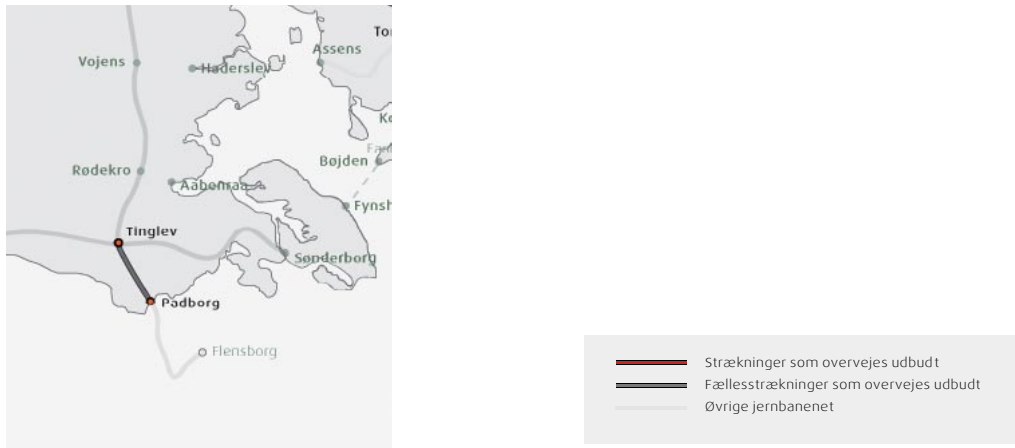 Assens
Vojens
Haderslev
Bøjden
Rødekro
Aabenraa
Tinglev
Sønderborg
Padborg
Flensborg
Strækninger som overvejes udbudt
Fællesstrækninger som overvejes udbudt
Øvrige jernbanenet